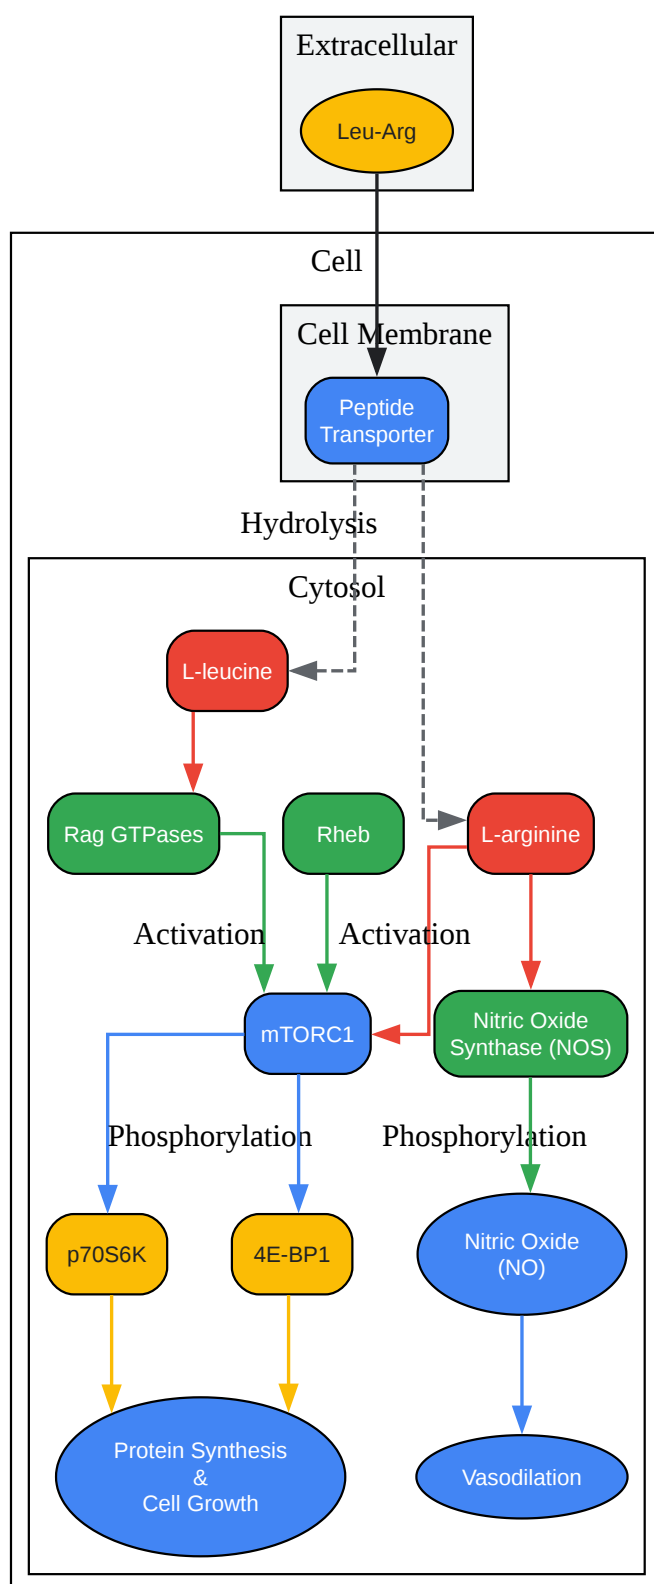 Extracellular
Leu-Arg
Cell
Cell Membrane
Peptide
Transporter
Hydrolysis
Cytosol
L-leucine
Rag GTPases
Rheb
L-arginine
Activation
Activation
mTORC1
Nitric Oxide
Synthase (NOS)
Phosphorylation
Phosphorylation
p70S6K
4E-BP1
Nitric Oxide
(NO)
Protein Synthesis
&
Cell Growth
Vasodilation